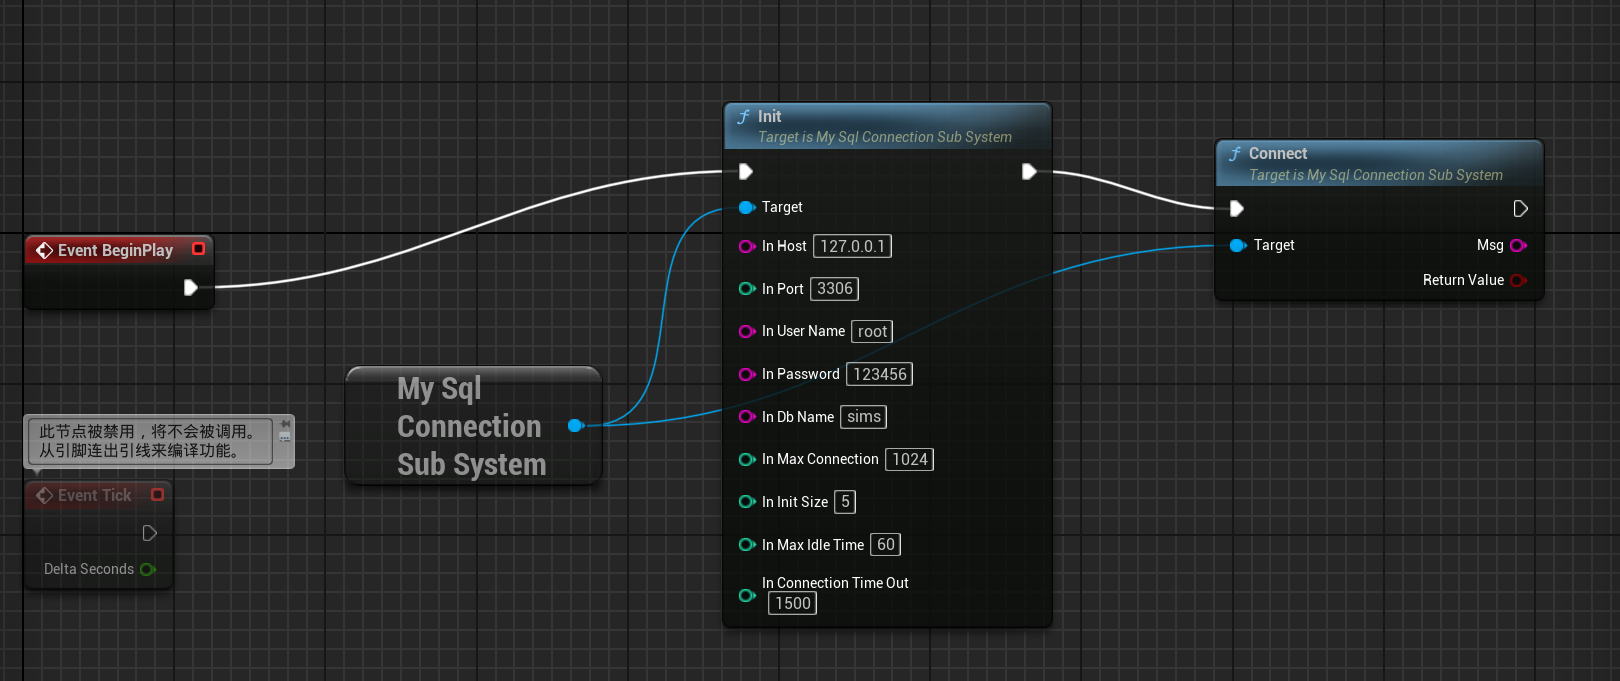 Init
Target is My Sql Connection Sub System
Connect
Target is My Sql Connection Sub System
Target
In Host 127.0.0.1
In Port 3306
In User Name root
In Password 123456
In Db Name sims
In Max Connection 1024
In Init Size 5
In Max Idle Time 60
In Connection Time Out
1500
Target
Msg
Return Value
Event BeginPlay
My Sql
Connection
Sub System
此节点被禁用，将不会被调用。
从引脚连出引线来编译功能。
Event Tick
Delta Seconds